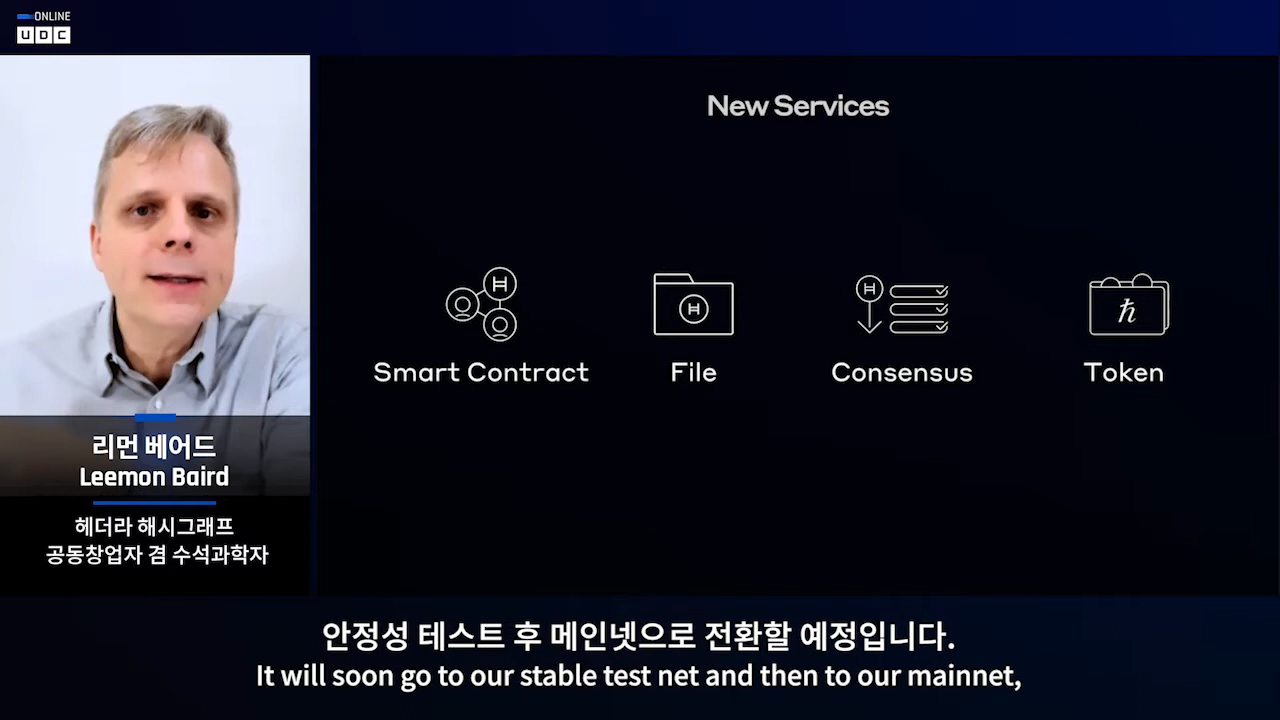 ONLINE
UDC
New Services
Smart Contract
File
Consensus
Token
ℏ
리먼 베어드
Leemon Baird
헤더라 해시그래프
공동창업자 겸 수석과학자
안정성 테스트 후 메인넷으로 전환할 예정입니다.
It will soon go to our stable test net and then to our mainnet,